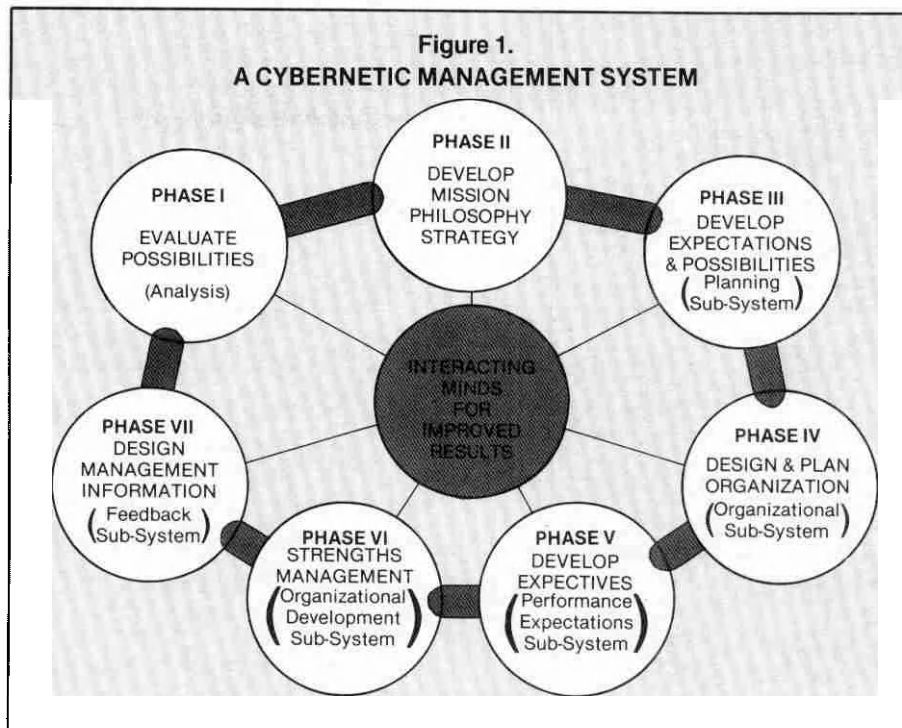 Figure 1.
A CYBERNETIC MANAGEMENT SYSTEM
PHASE I
EVALUATE
POSSIBILITIES
(Analysis)
PHASE II
DEVELOP
MISSION
PHILOSOPHY
STRATEGY
PHASE III
DEVELOP
EXPECTATIONS
& POSSIBILITIES
(Planning
Sub-System)
PHASE IV
DESIGN & PLAN
ORGANIZATION
(Organizational
Sub-System)
PHASE V
DEVELOP
EXPECTIVES
(Performance
Expectations
Sub-System)
PHASE VI
STRENGTHS
MANAGEMENT
(Organizational
Development
Sub-System)
PHASE VII
DESIGN
MANAGEMENT
INFORMATION
(Feedback
Sub-System)
INTERACTING
MINDS
FOR
IMPROVED
RESULTS